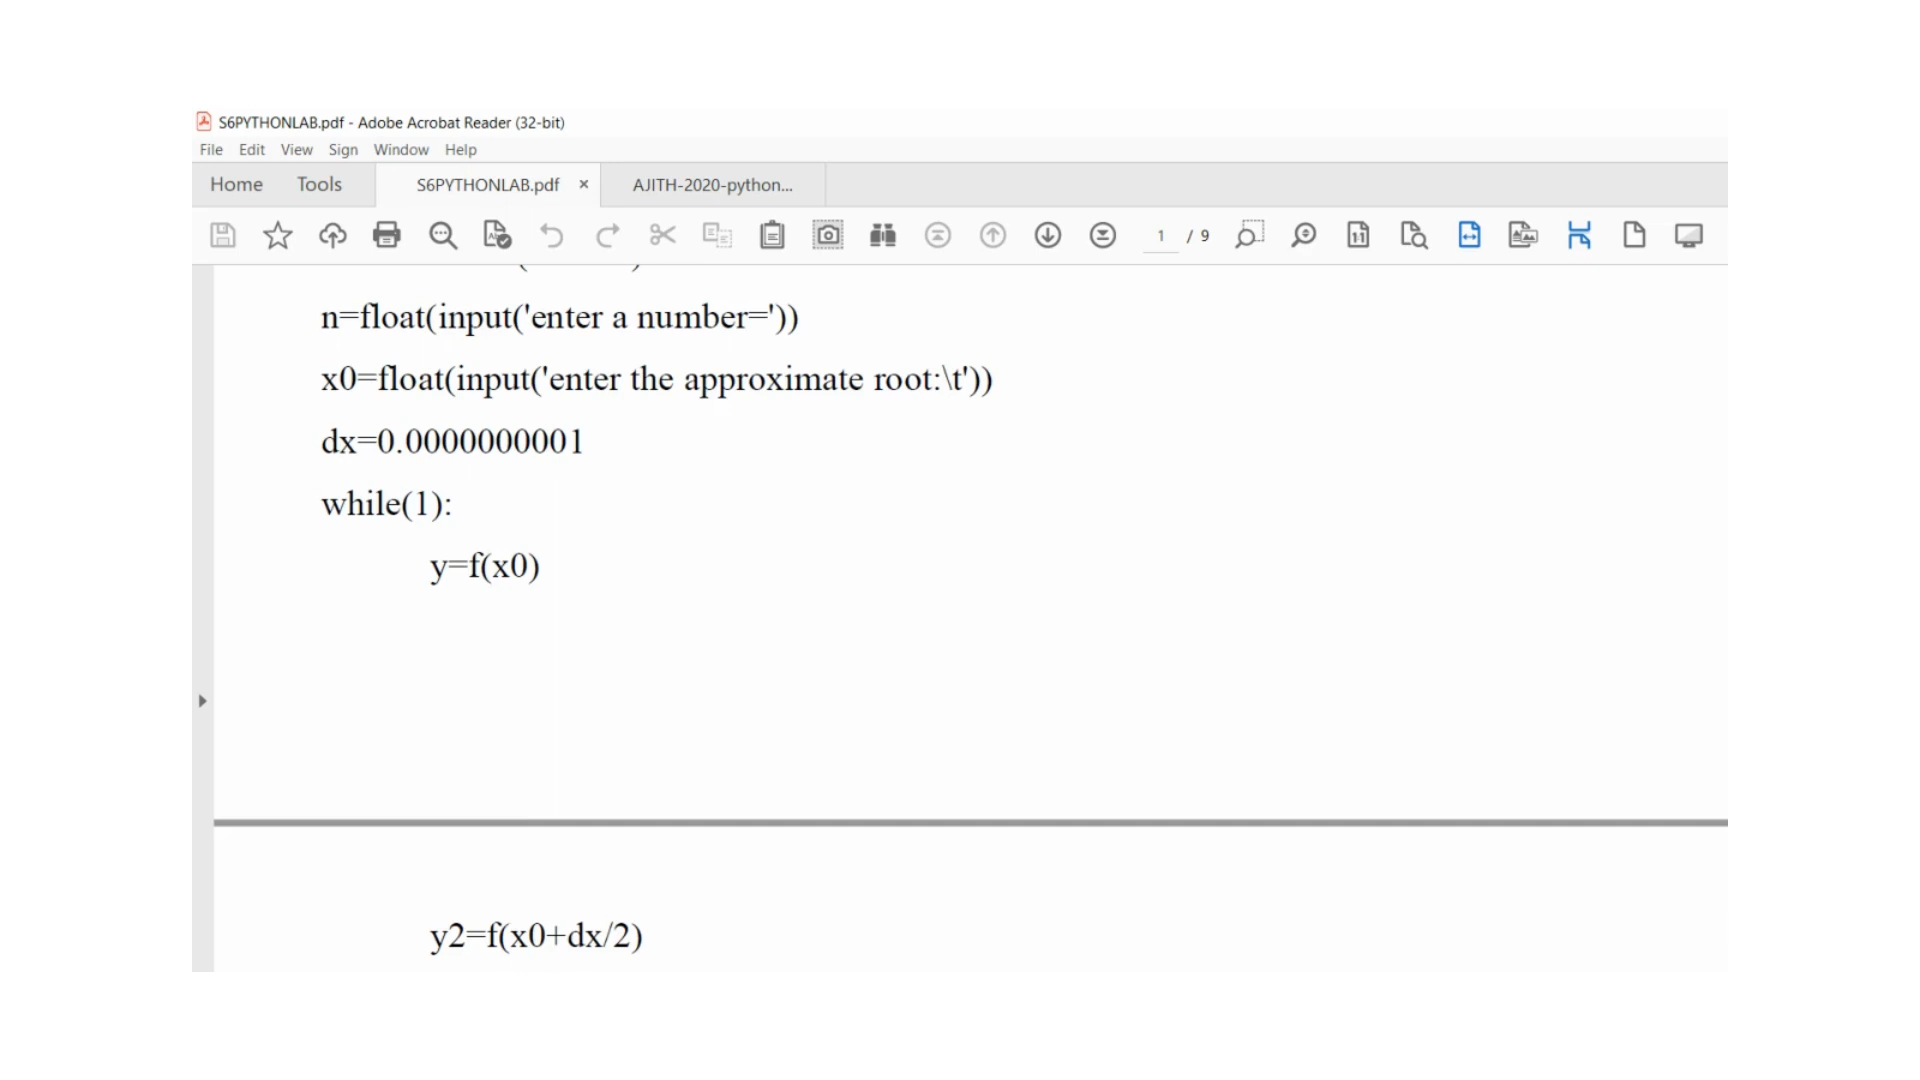 S6PYTHONLAB.pdf - Adobe Acrobat Reader (32-bit)
File Edit View Sign Window Help
Home Tools S6PYTHONLAB.pdf × AJITH-2020-python...
1 / 9
n=float(input('enter a number='))
x0=float(input('enter the approximate root:\t'))
dx=0.0000000001
while(1):
y=f(x0)
y2=f(x0+dx/2)